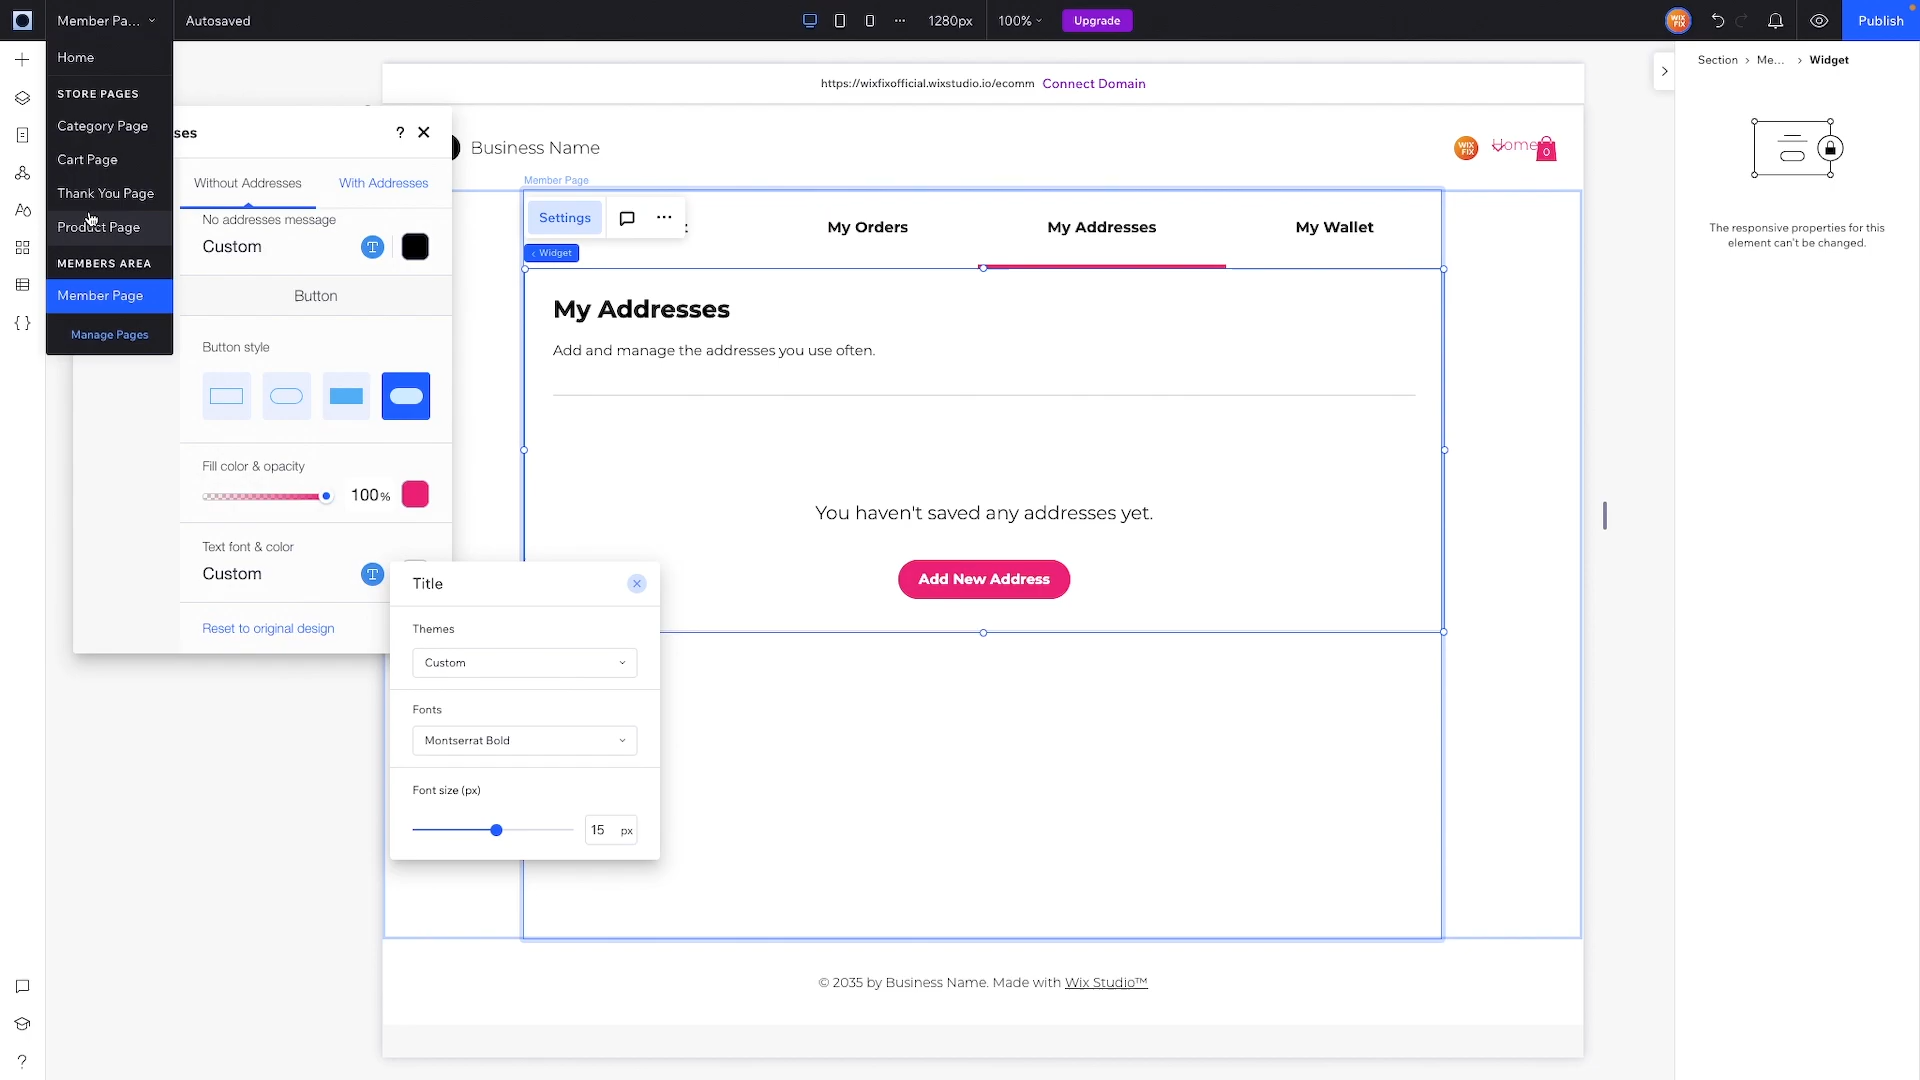 Member Pa...
Autosaved
1280px
100%
Upgrade
WIX
FIX
Publish
Home
STORE PAGES
Category Page
Cart Page
Thank You Page
Product Page
MEMBERS AREA
Member Page
Manage Pages
ses
?
Without Addresses
With Addresses
No addresses message
Custom
T
Button
Button style
Fill color & opacity
100%
Text font & color
Custom
T
Reset to original design
Title
Themes
Custom
Fonts
Montserrat Bold
Font size (px)
15 px
https://wixfixofficial.wixstudio.io/ecomm Connect Domain
Business Name
WIX
FIX
Home
0
Member Page
Settings
My Orders
My Addresses
My Wallet
< Widget
My Addresses
Add and manage the addresses you use often.
You haven't saved any addresses yet.
Add New Address
© 2035 by Business Name. Made with Wix Studio™
Section > Me... > Widget
The responsive properties for this
element can't be changed.
?